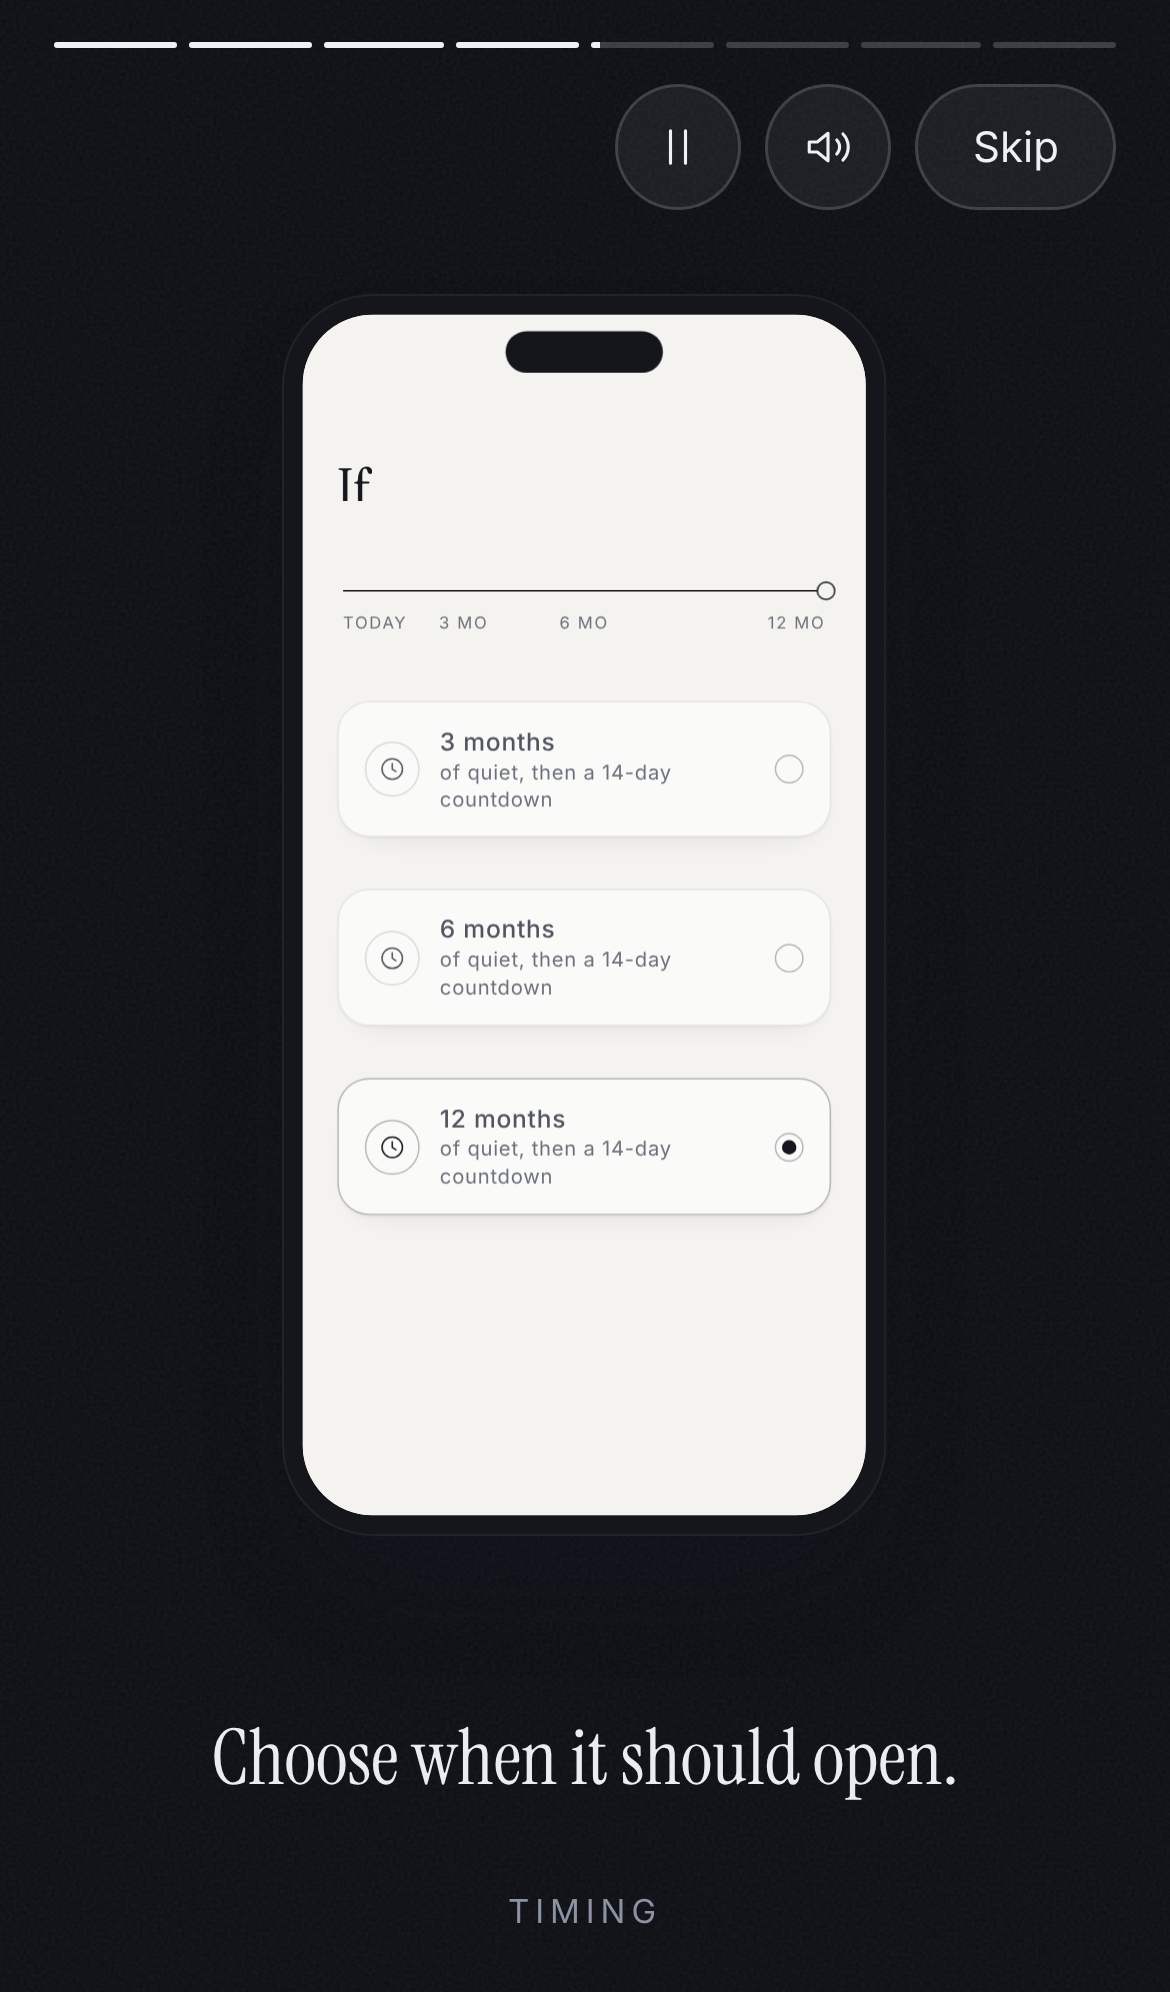 Skip
If
TODAY 3 MO 6 MO 12 MO
3 months
of quiet, then a 14-day
countdown
6 months
of quiet, then a 14-day
countdown
12 months
of quiet, then a 14-day
countdown
Choose when it should open.
TIMING